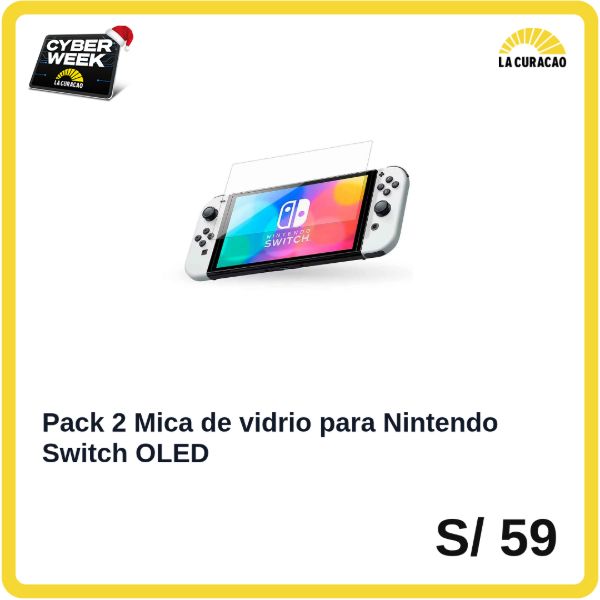 CYBER
WEEK
LA CURACAO
LA CURACAO
NINTENDO
SWITCH
Pack 2 Mica de vidrio para Nintendo
Switch OLED
S/ 59